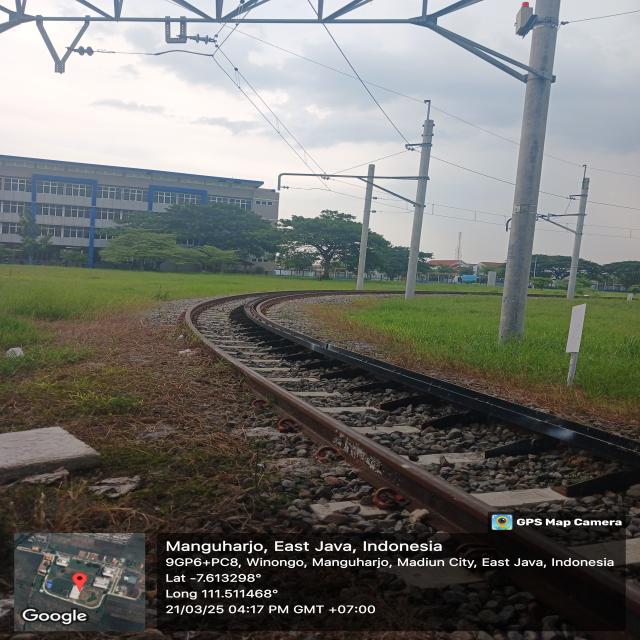 GPS Map Camera
Manguharjo, East Java, Indonesia
9GP6+PC8, Winongo, Manguharjo, Madiun City, East Java, Indonesia
Lat -7.613298°
Long 111.511468°
21/03/25 04:17 PM GMT +07:00
Google